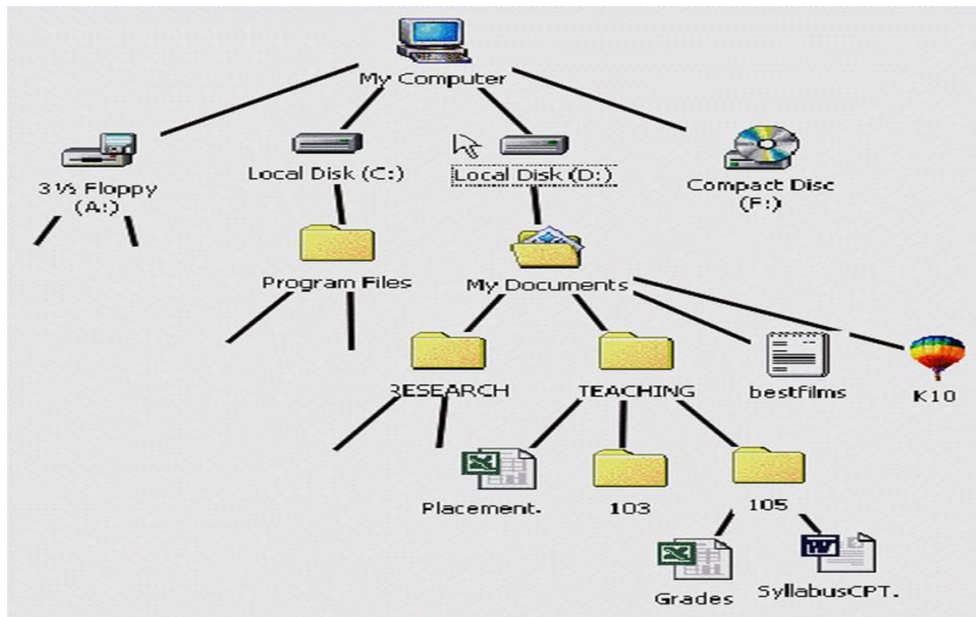 My Computer
3½ Floppy
(A:)
Local Disk (C:)
Local Disk (D:)
Compact Disc
(F:)
Program Files
My Documents
RESEARCH
TEACHING
bestfilms
K10
Placement.
103
105
Grades
SyllabusCPT.